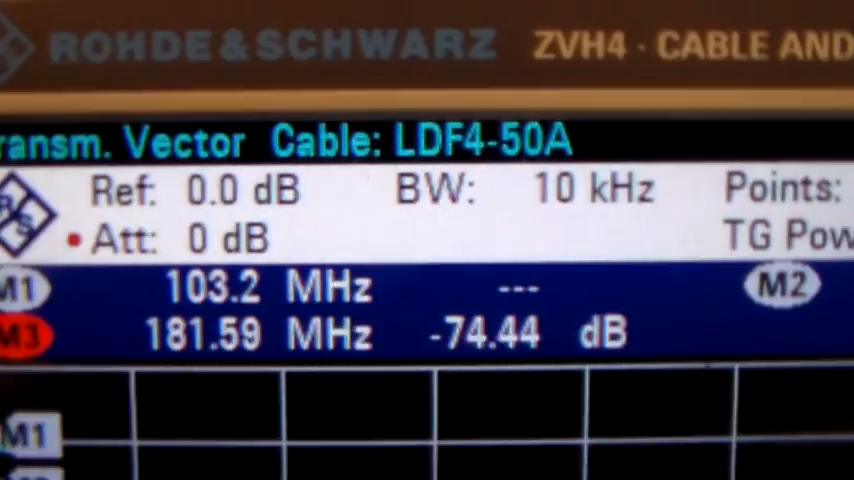 ROHDE & SCHWARZ ZVH4 · CABLE AND
ransm. Vector Cable: LDF4-50A
Ref: 0.0 dB BW: 10 kHz Points:
Att: 0 dB TG Pow
M1 103.2 MHz --- M2
M3 181.59 MHz -74.44 dB
M1